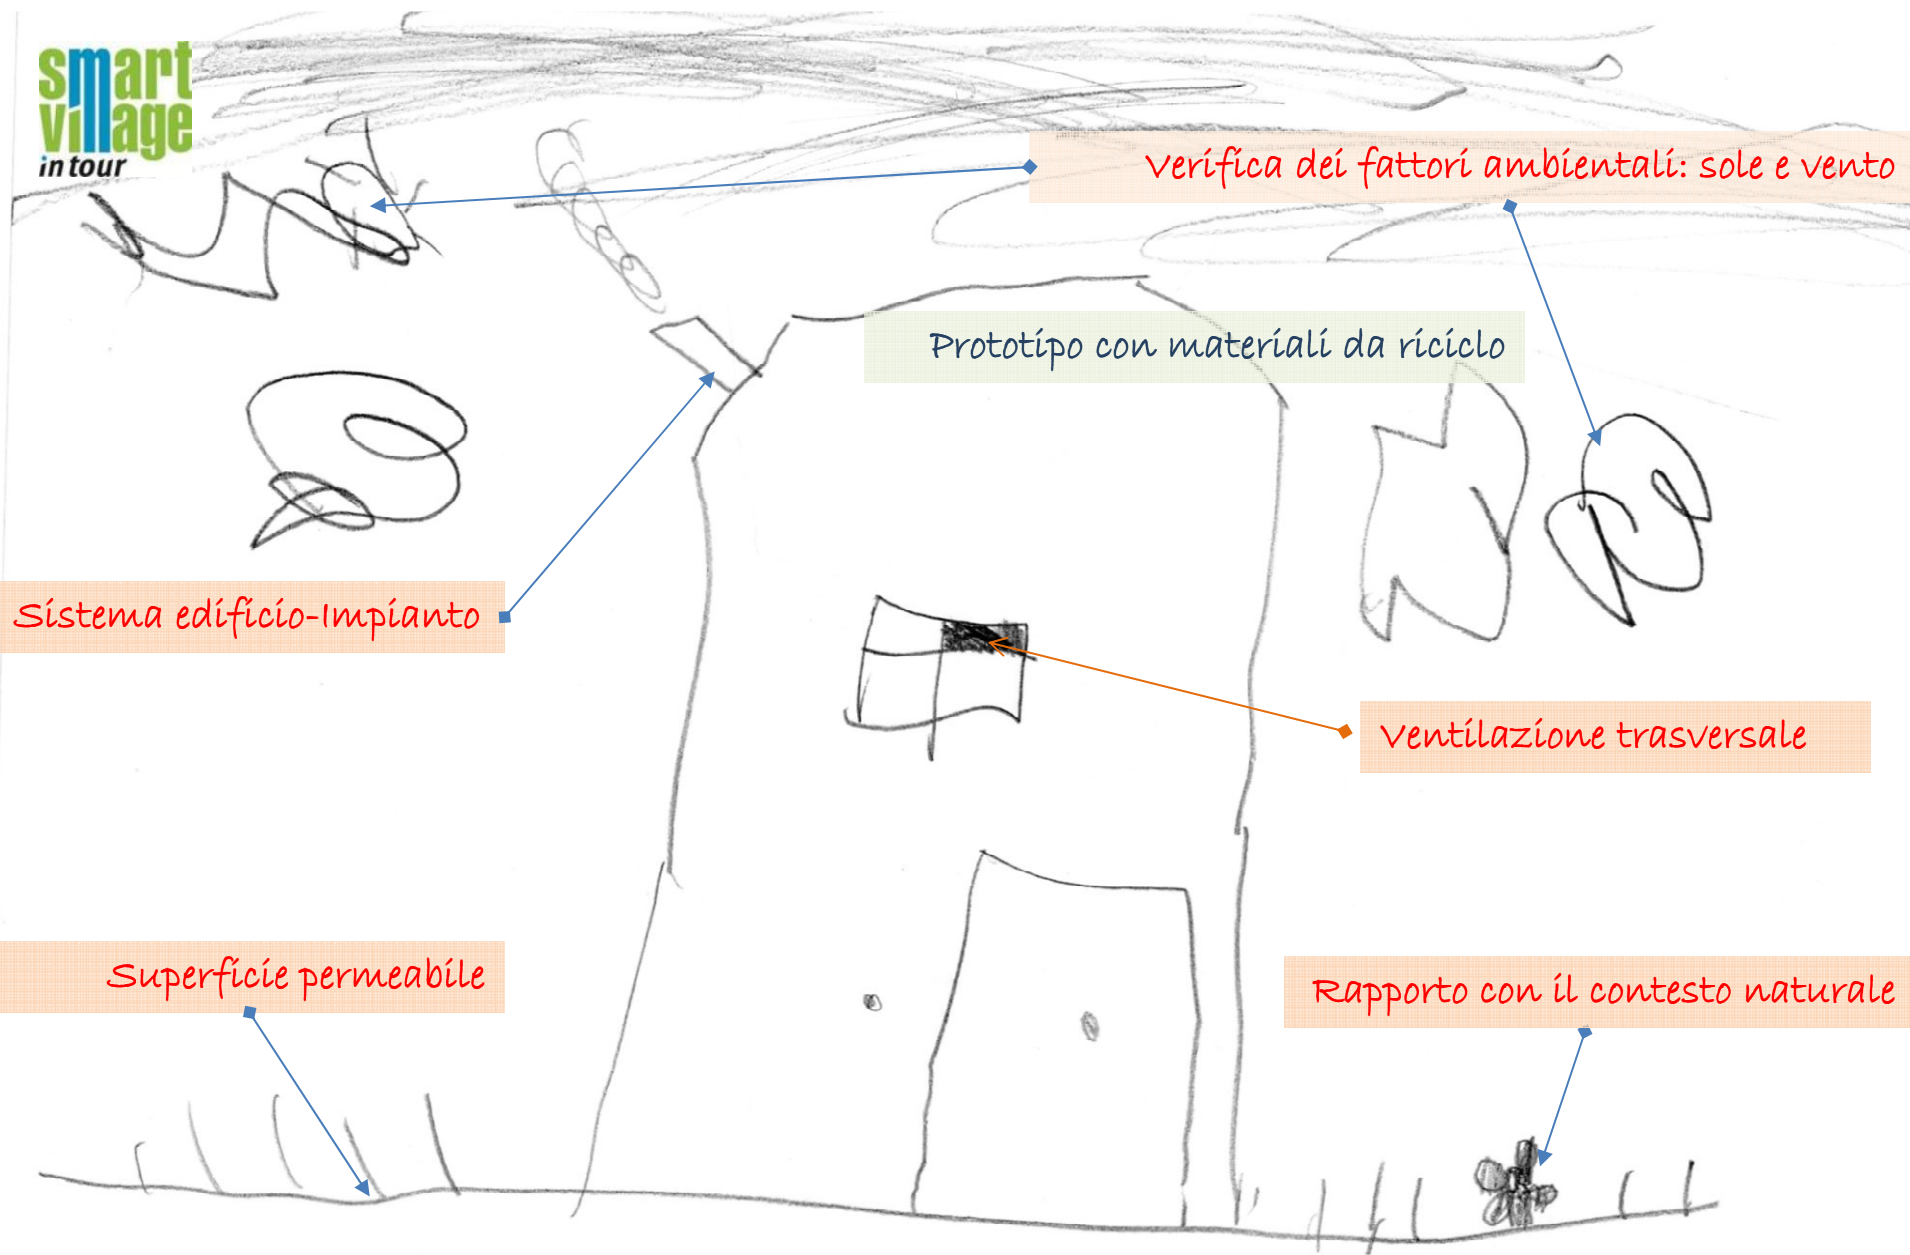 smart
village
in tour
Verifica dei fattori ambientali: sole e vento
Prototipo con materiali da riciclo
Sistema edificio-Impianto
Ventilazione trasversale
Superficie permeabile
Rapporto con il contesto naturale